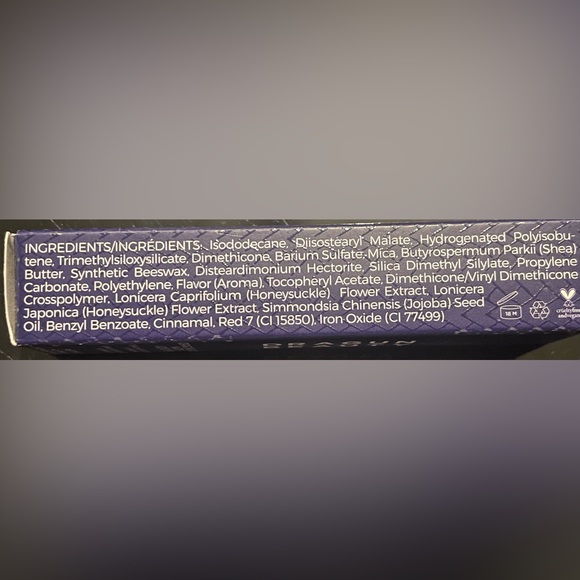 INGREDIENTS/INGRÉDIENTS: Isododecane, Diisostearyl Malate, Hydrogenated Polyisobu-
tene, Trimethylsiloxysilicate, Dimethicone, Barium Sulfate, Mica, Butyrospermum Parkii (Shea)
Butter, Synthetic Beeswax, Disteardimonium Hectorite, Silica Dimethyl Silylate, Propylene
Carbonate, Polyethylene, Flavor (Aroma), Tocopheryl Acetate, Dimethicone/Vinyl Dimethicone
Crosspolymer, Lonicera Caprifolium (Honeysuckle) Flower Extract, Lonicera
Japonica (Honeysuckle) Flower Extract, Simmondsia Chinensis (Jojoba) Seed
Oil, Benzyl Benzoate, Cinnamal, Red 7 (CI 15850), Iron Oxide (CI 77499)
18 M